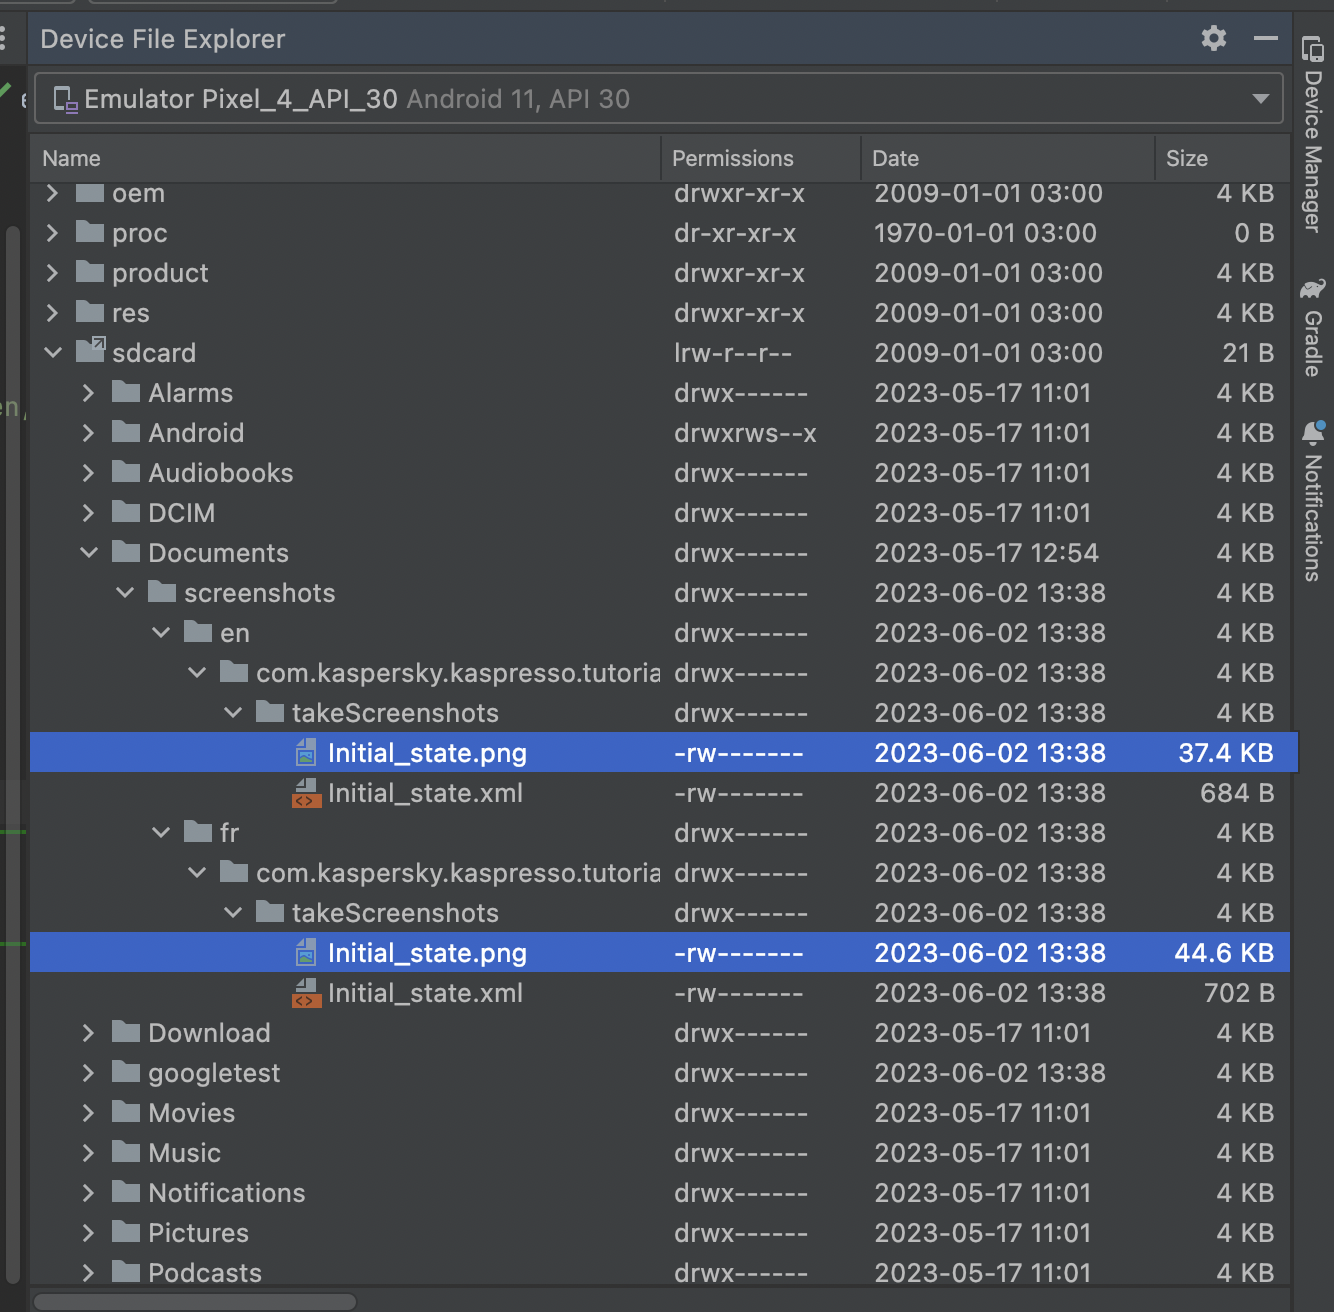 Device File Explorer
Emulator Pixel_4_API_30 Android 11, API 30
Name Permissions Date Size
oem drwxr-xr-x 2009-01-01 03:00 4 KB
proc dr-xr-xr-x 1970-01-01 03:00 0 B
product drwxr-xr-x 2009-01-01 03:00 4 KB
res drwxr-xr-x 2009-01-01 03:00 4 KB
sdcard lrw-r--r-- 2009-01-01 03:00 21 B
Alarms drwx------ 2023-05-17 11:01 4 KB
Android drwxrws--x 2023-05-17 11:01 4 KB
Audiobooks drwx------ 2023-05-17 11:01 4 KB
DCIM drwx------ 2023-05-17 11:01 4 KB
Documents drwx------ 2023-05-17 12:54 4 KB
screenshots drwx------ 2023-06-02 13:38 4 KB
en drwx------ 2023-06-02 13:38 4 KB
com.kaspersky.kaspresso.tutoria drwx------ 2023-06-02 13:38 4 KB
takeScreenshots drwx------ 2023-06-02 13:38 4 KB
Initial_state.png -rw------- 2023-06-02 13:38 37.4 KB
Initial_state.xml -rw------- 2023-06-02 13:38 684 B
fr drwx------ 2023-06-02 13:38 4 KB
com.kaspersky.kaspresso.tutoria drwx------ 2023-06-02 13:38 4 KB
takeScreenshots drwx------ 2023-06-02 13:38 4 KB
Initial_state.png -rw------- 2023-06-02 13:38 44.6 KB
Initial_state.xml -rw------- 2023-06-02 13:38 702 B
Download drwx------ 2023-05-17 11:01 4 KB
googletest drwx------ 2023-06-02 13:38 4 KB
Movies drwx------ 2023-05-17 11:01 4 KB
Music drwx------ 2023-05-17 11:01 4 KB
Notifications drwx------ 2023-05-17 11:01 4 KB
Pictures drwx------ 2023-05-17 11:01 4 KB
Podcasts drwx------ 2023-05-17 11:01 4 KB
Device Manager
Gradle
Notifications